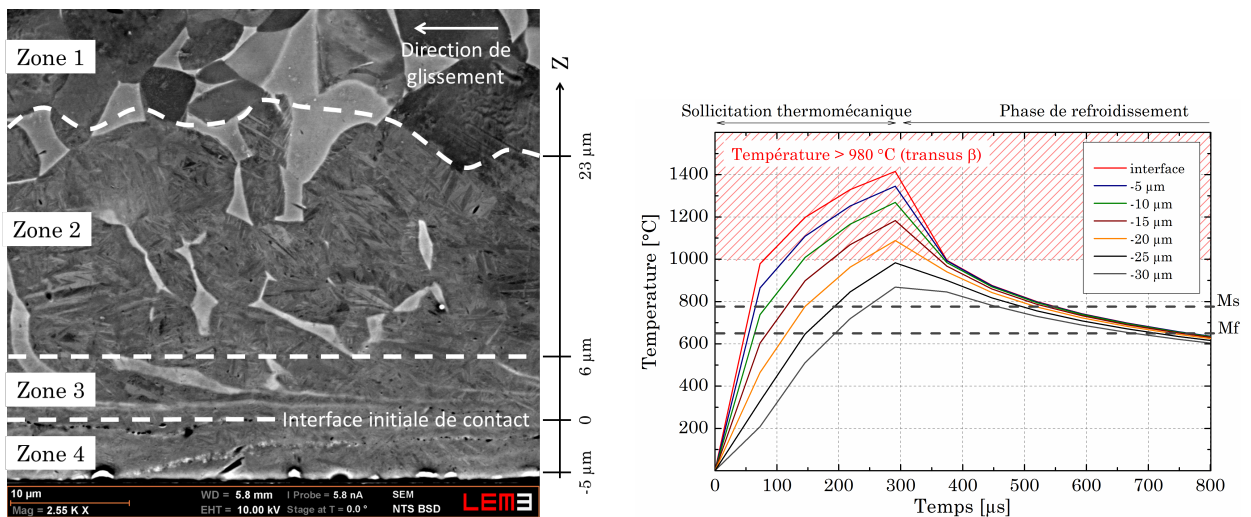 Zone 1
Direction de
glissement
Z
23 µm
Zone 2
6 µm
Zone 3
Interface initiale de contact
0
Zone 4
-5 µm
10 µm
Mag = 2.55 K X
WD = 5.8 mm
EHT = 10.00 kV
I Probe = 5.8 nA
Stage at T = 0.0 °
SEM
NTS BSD
LEM3
Sollicitation thermomécanique
Phase de refroidissement
Température > 980 °C (transus β)
interface
-5 µm
-10 µm
-15 µm
-20 µm
-25 µm
-30 µm
Ms
Mf
Temperature [°C]
1400
1200
1000
800
600
400
200
0 100 200 300 400 500 600 700 800
Temps [µs]